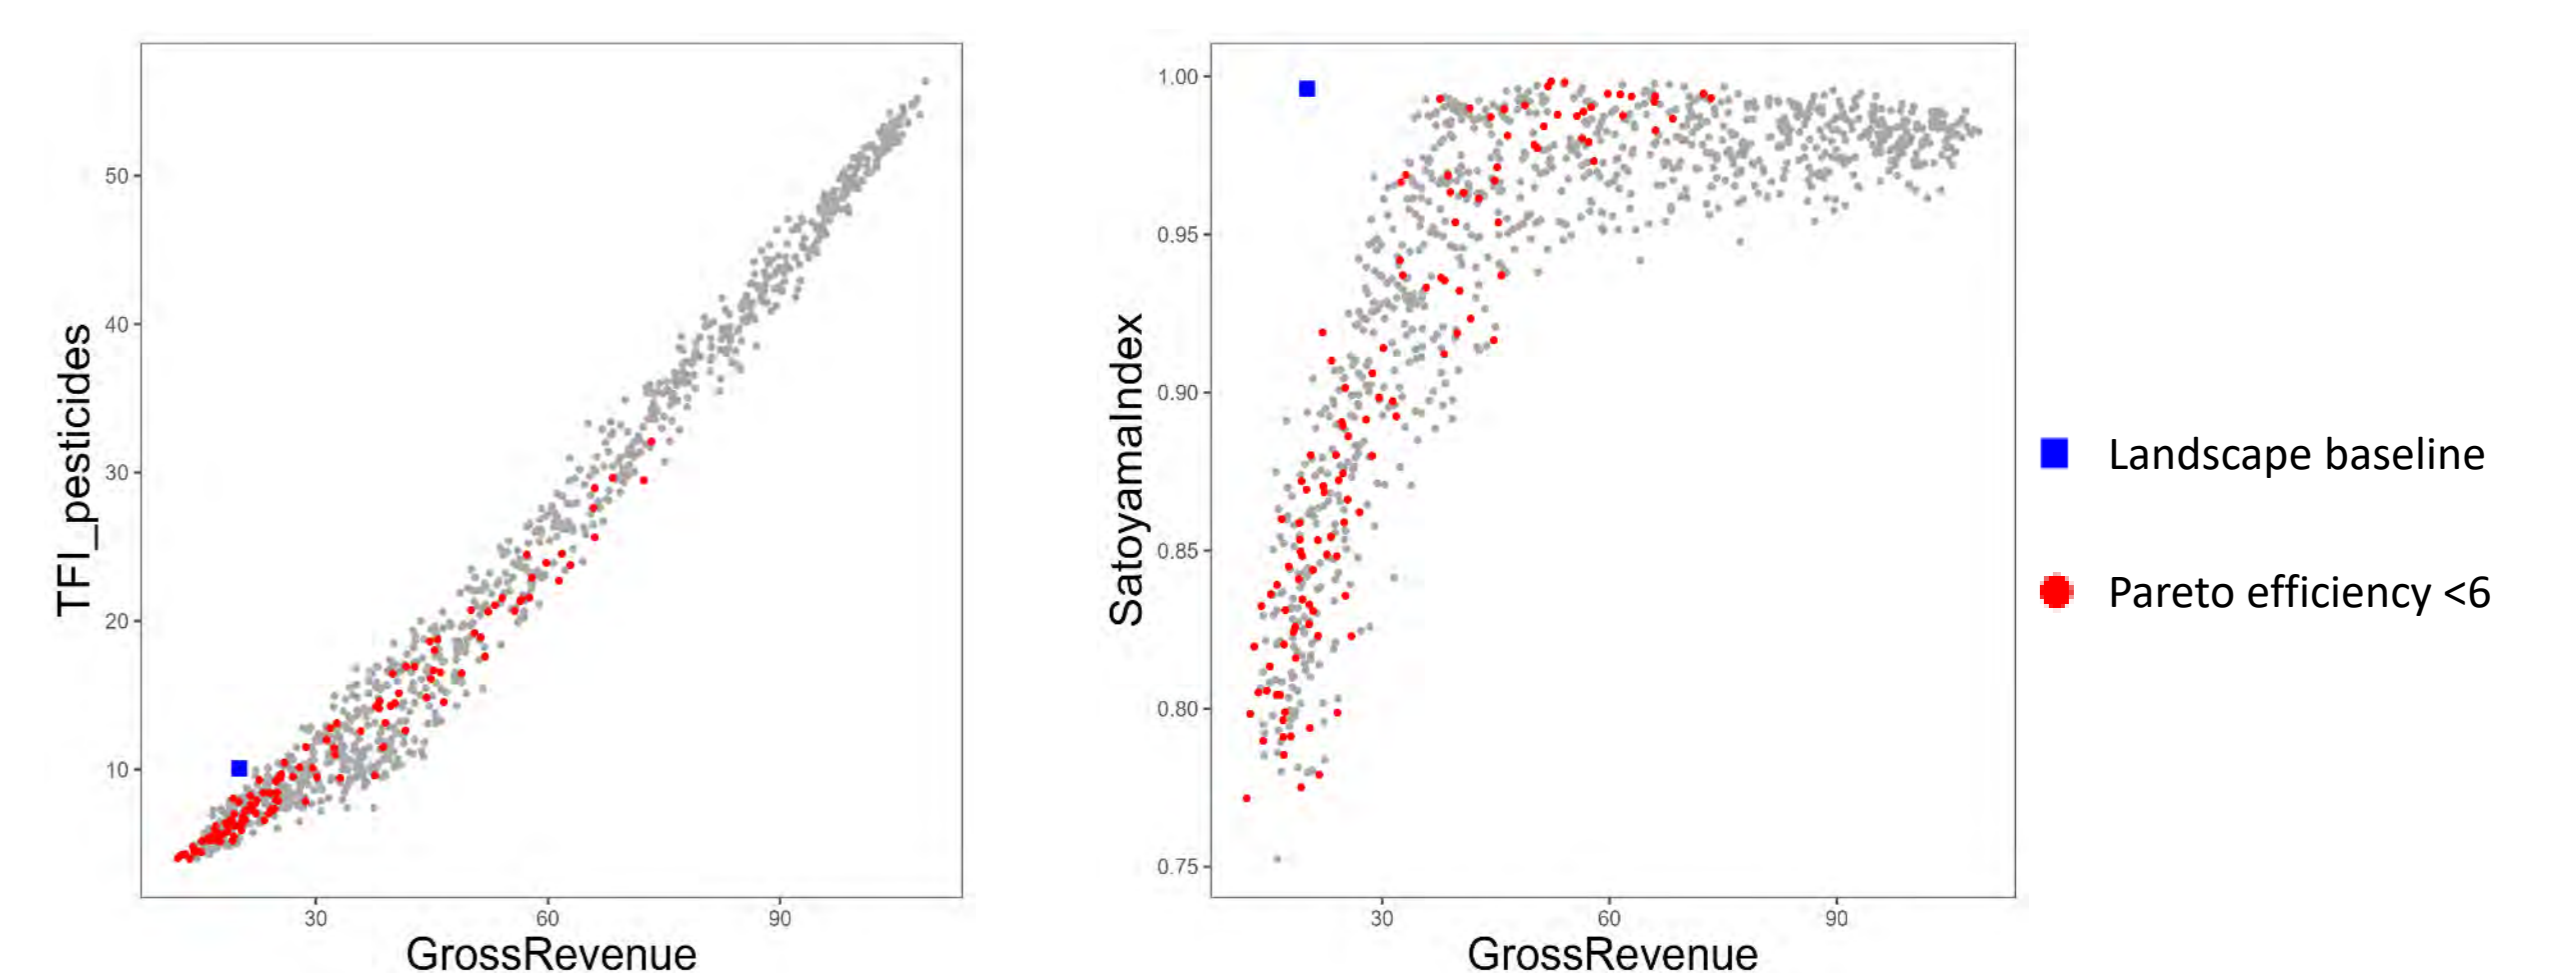 TFI_pesticides
50
40
30
20
10
30 60 90
GrossRevenue
SatoyamaIndex
1.00
0.95
0.90
0.85
0.80
0.75
30 60 90
GrossRevenue
Landscape baseline
Pareto efficiency <6